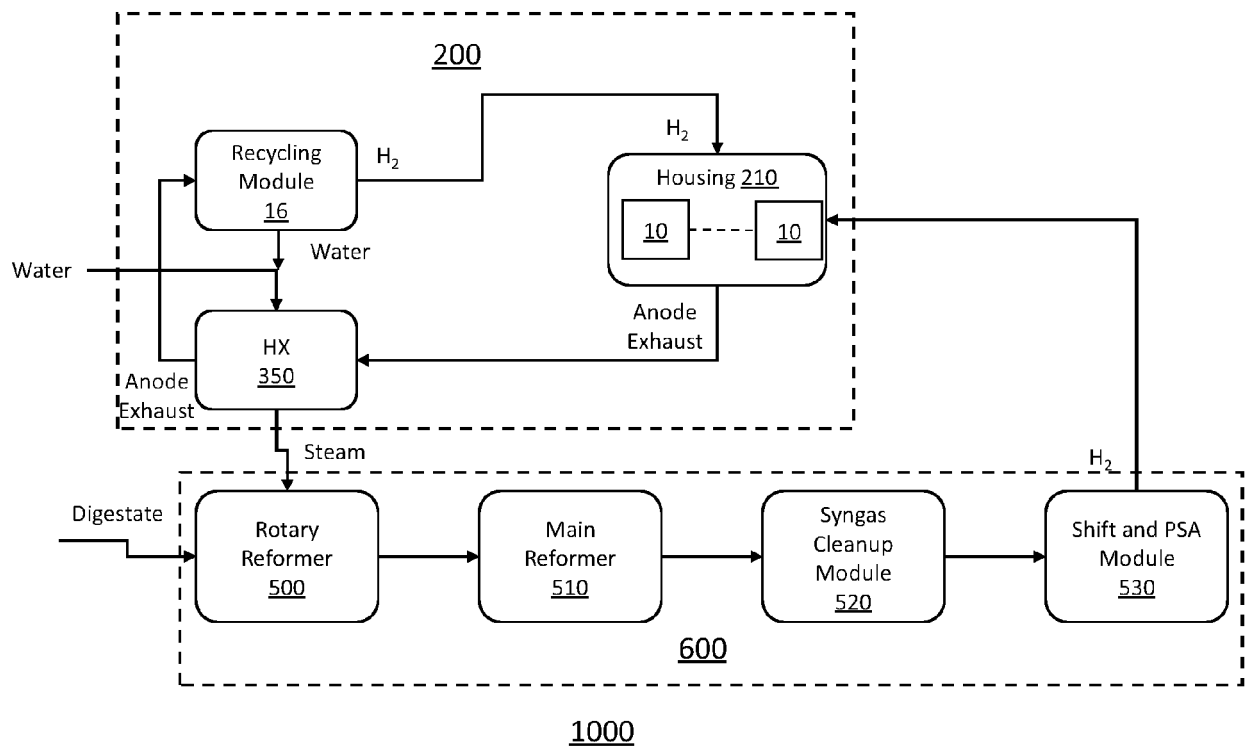 200
Recycling
Module
16
H2
H2
Housing 210
10
10
Water
Water
Anode
Exhaust
HX
350
Anode
Exhaust
Steam
H2
Digestate
Rotary
Reformer
500
Main
Reformer
510
Syngas
Cleanup
Module
520
Shift and PSA
Module
530
600
1000